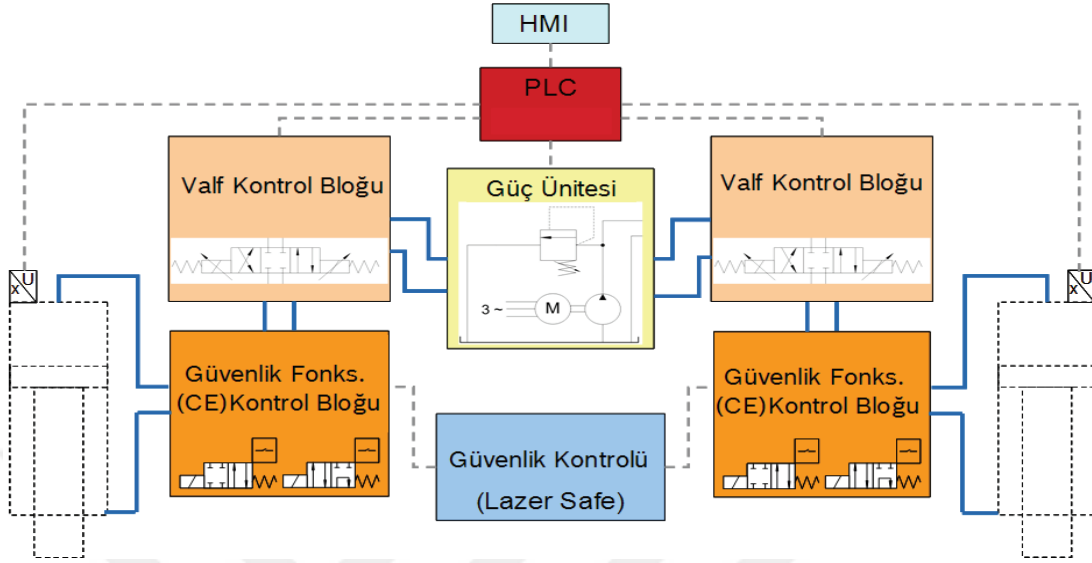 HMI
PLC
Valf Kontrol Bloğu
Güç Ünitesi
Valf Kontrol Bloğu
3 ~
M
U
x
U
x
Güvenlik Fonks.
(CE)Kontrol Bloğu
Güvenlik Fonks.
(CE)Kontrol Bloğu
Güvenlik Kontrolü
(Lazer Safe)